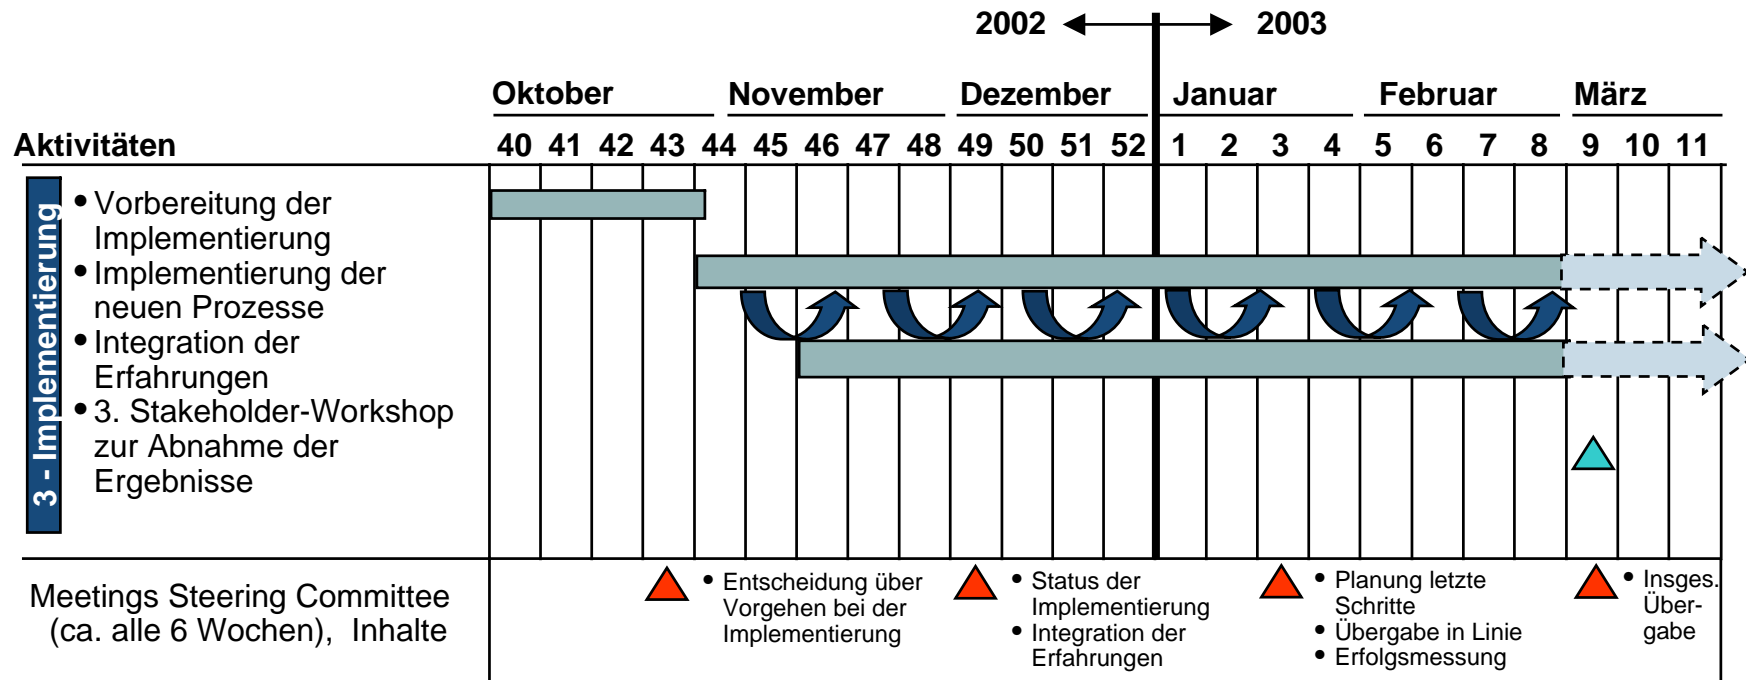 2002 2003
Oktober November Dezember Januar Februar März
Aktivitäten 40 41 42 43 44 45 46 47 48 49 50 51 52 1 2 3 4 5 6 7 8 9 10 11
3 - Implementierung
• Vorbereitung der
Implementierung
• Implementierung der
neuen Prozesse
• Integration der
Erfahrungen
• 3. Stakeholder-Workshop
zur Abnahme der
Ergebnisse
Meetings Steering Committee
(ca. alle 6 Wochen), Inhalte
• Entscheidung über
Vorgehen bei der
Implementierung
• Status der
Implementierung
• Integration der
Erfahrungen
• Planung letzte
Schritte
• Übergabe in Linie
• Erfolgsmessung
• Insges.
Über-
gabe